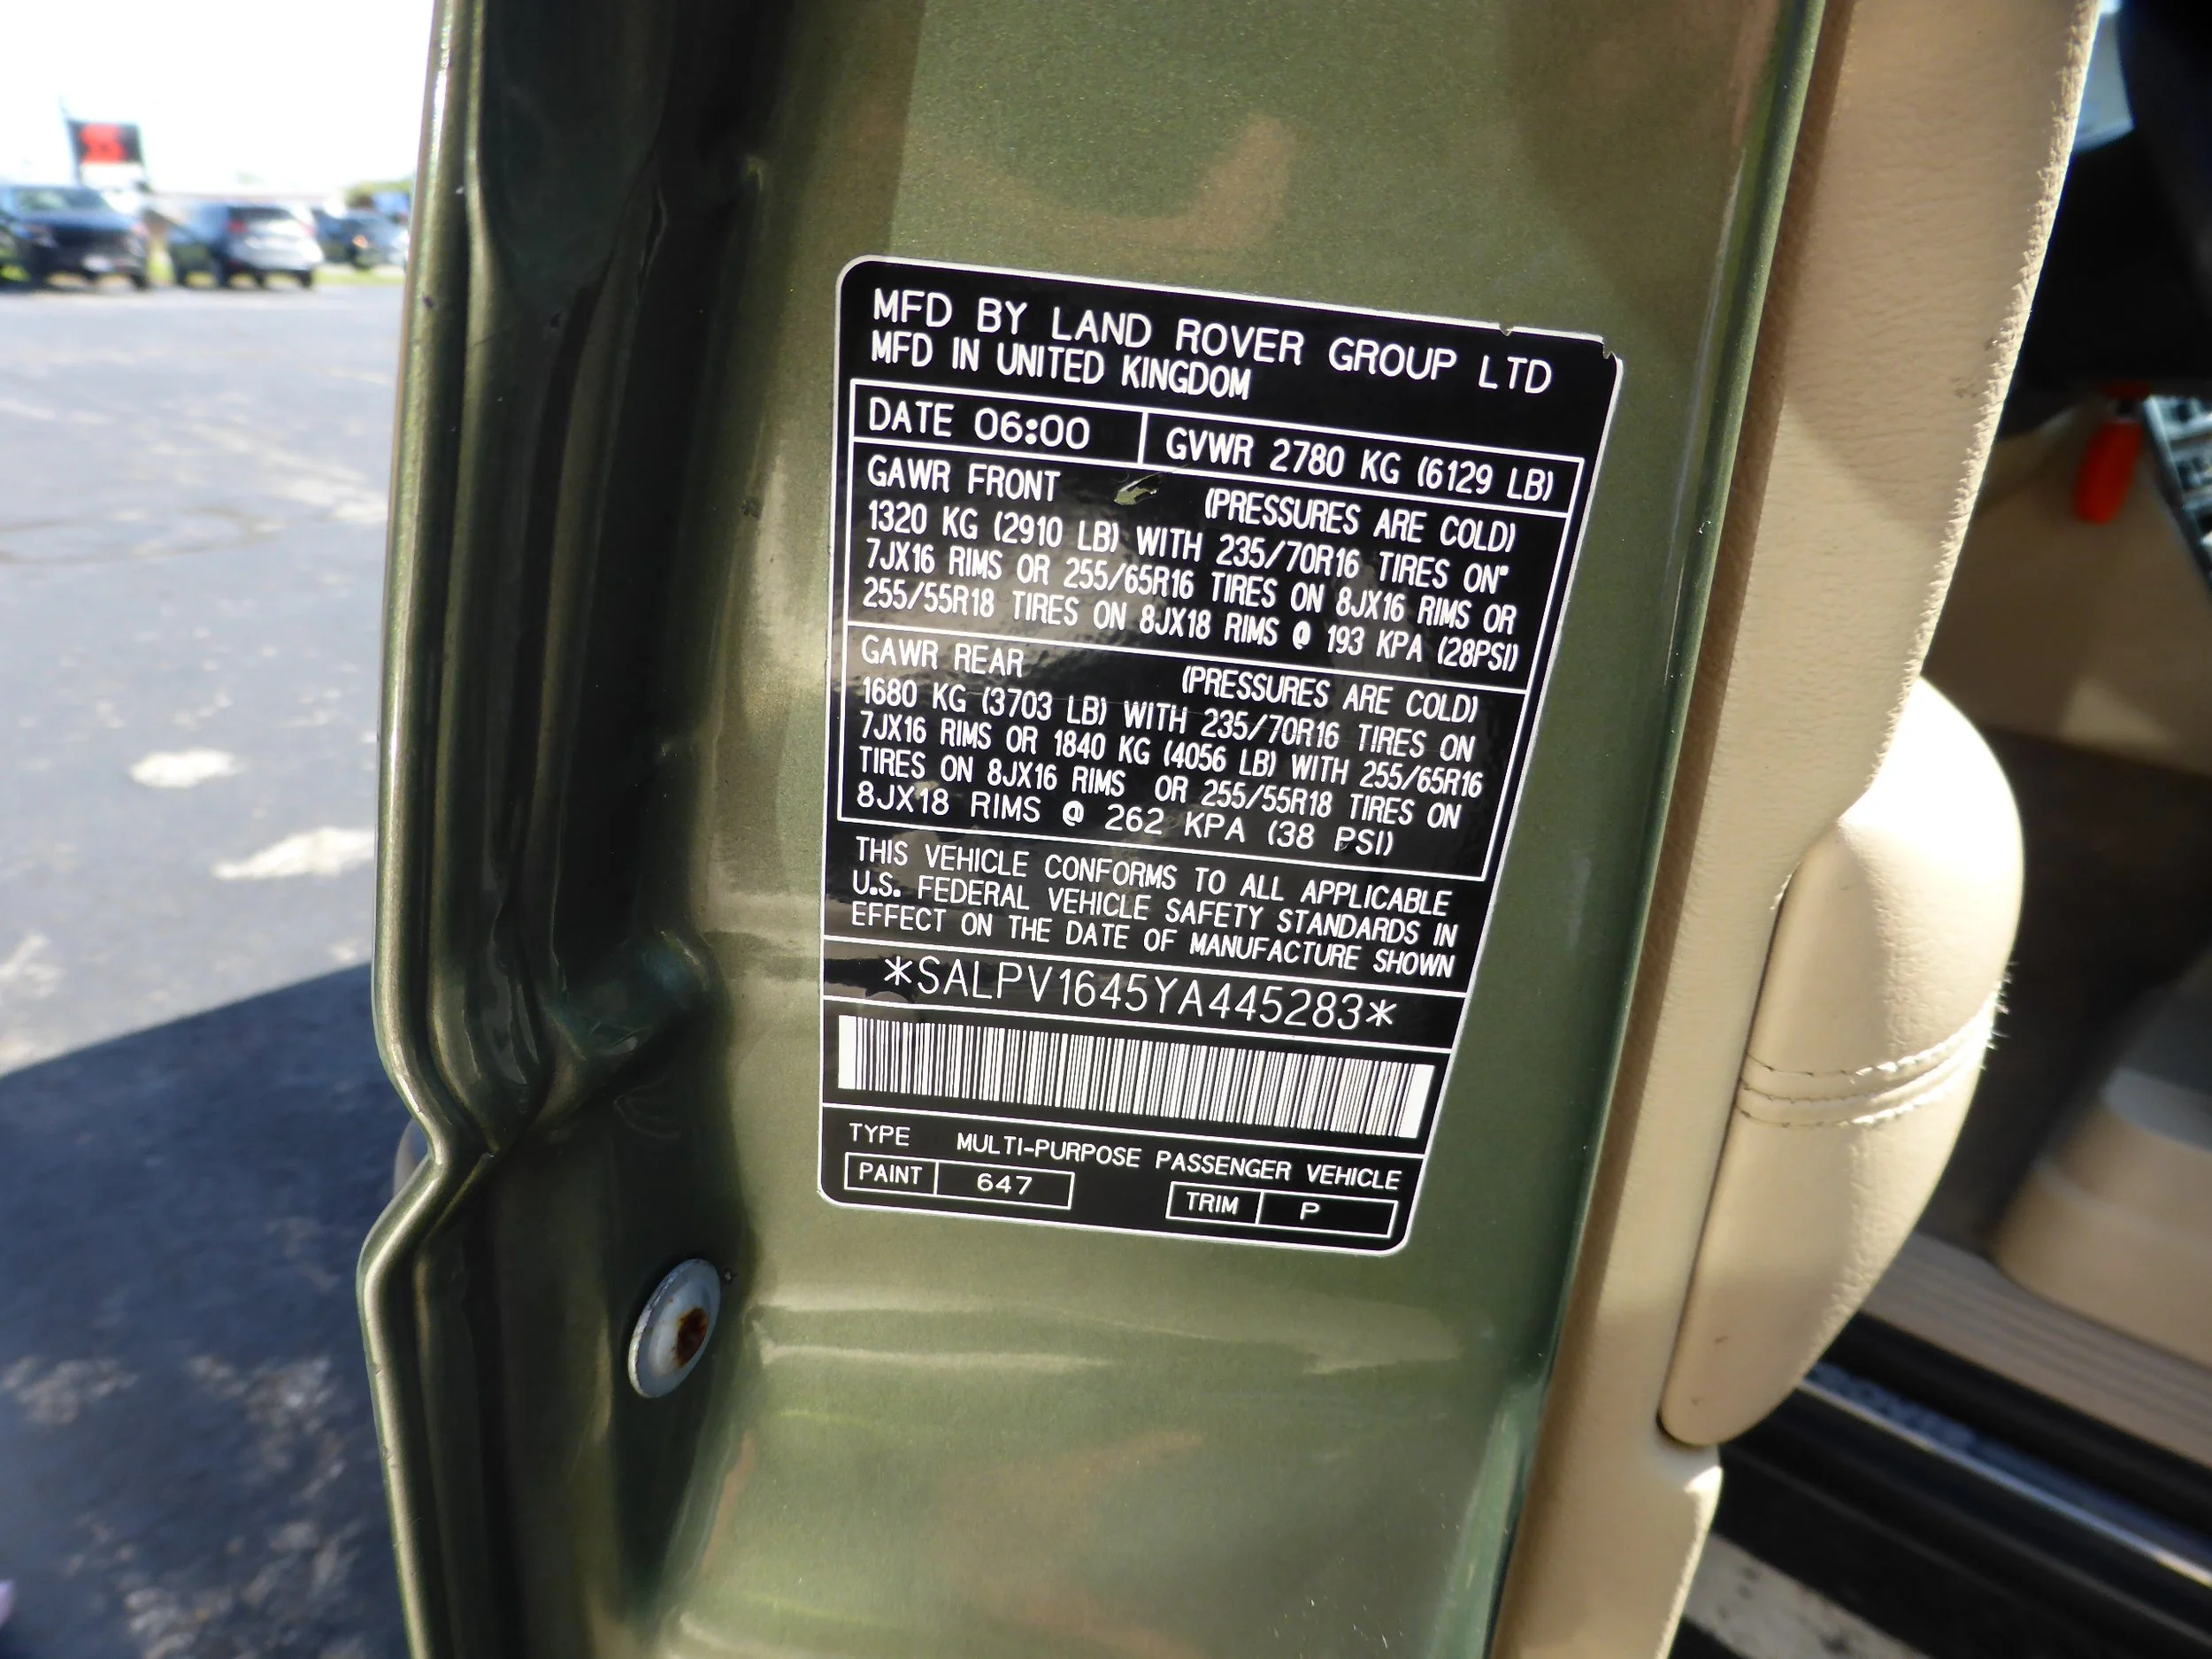 MFD BY LAND ROVER GROUP LTD
MFD IN UNITED KINGDOM
DATE 06:00 GVWR 2780 KG (6129 LB)
GAWR FRONT (PRESSURES ARE COLD)
1320 KG (2910 LB) WITH 235/70R16 TIRES ON"
7JX16 RIMS OR 255/65R16 TIRES ON 8JX16 RIMS OR
255/55R18 TIRES ON 8JX18 RIMS @ 193 KPA (28PSI)
GAWR REAR (PRESSURES ARE COLD)
1680 KG (3703 LB) WITH 235/70R16 TIRES ON
7JX16 RIMS OR 1840 KG (4056 LB) WITH 255/65R16
TIRES ON 8JX16 RIMS OR 255/55R18 TIRES ON
8JX18 RIMS @ 262 KPA (38 PSI)
THIS VEHICLE CONFORMS TO ALL APPLICABLE
U.S. FEDERAL VEHICLE SAFETY STANDARDS IN
EFFECT ON THE DATE OF MANUFACTURE SHOWN
*SALPV1645YA445283*
TYPE MULTI-PURPOSE PASSENGER VEHICLE
PAINT 647 TRIM P